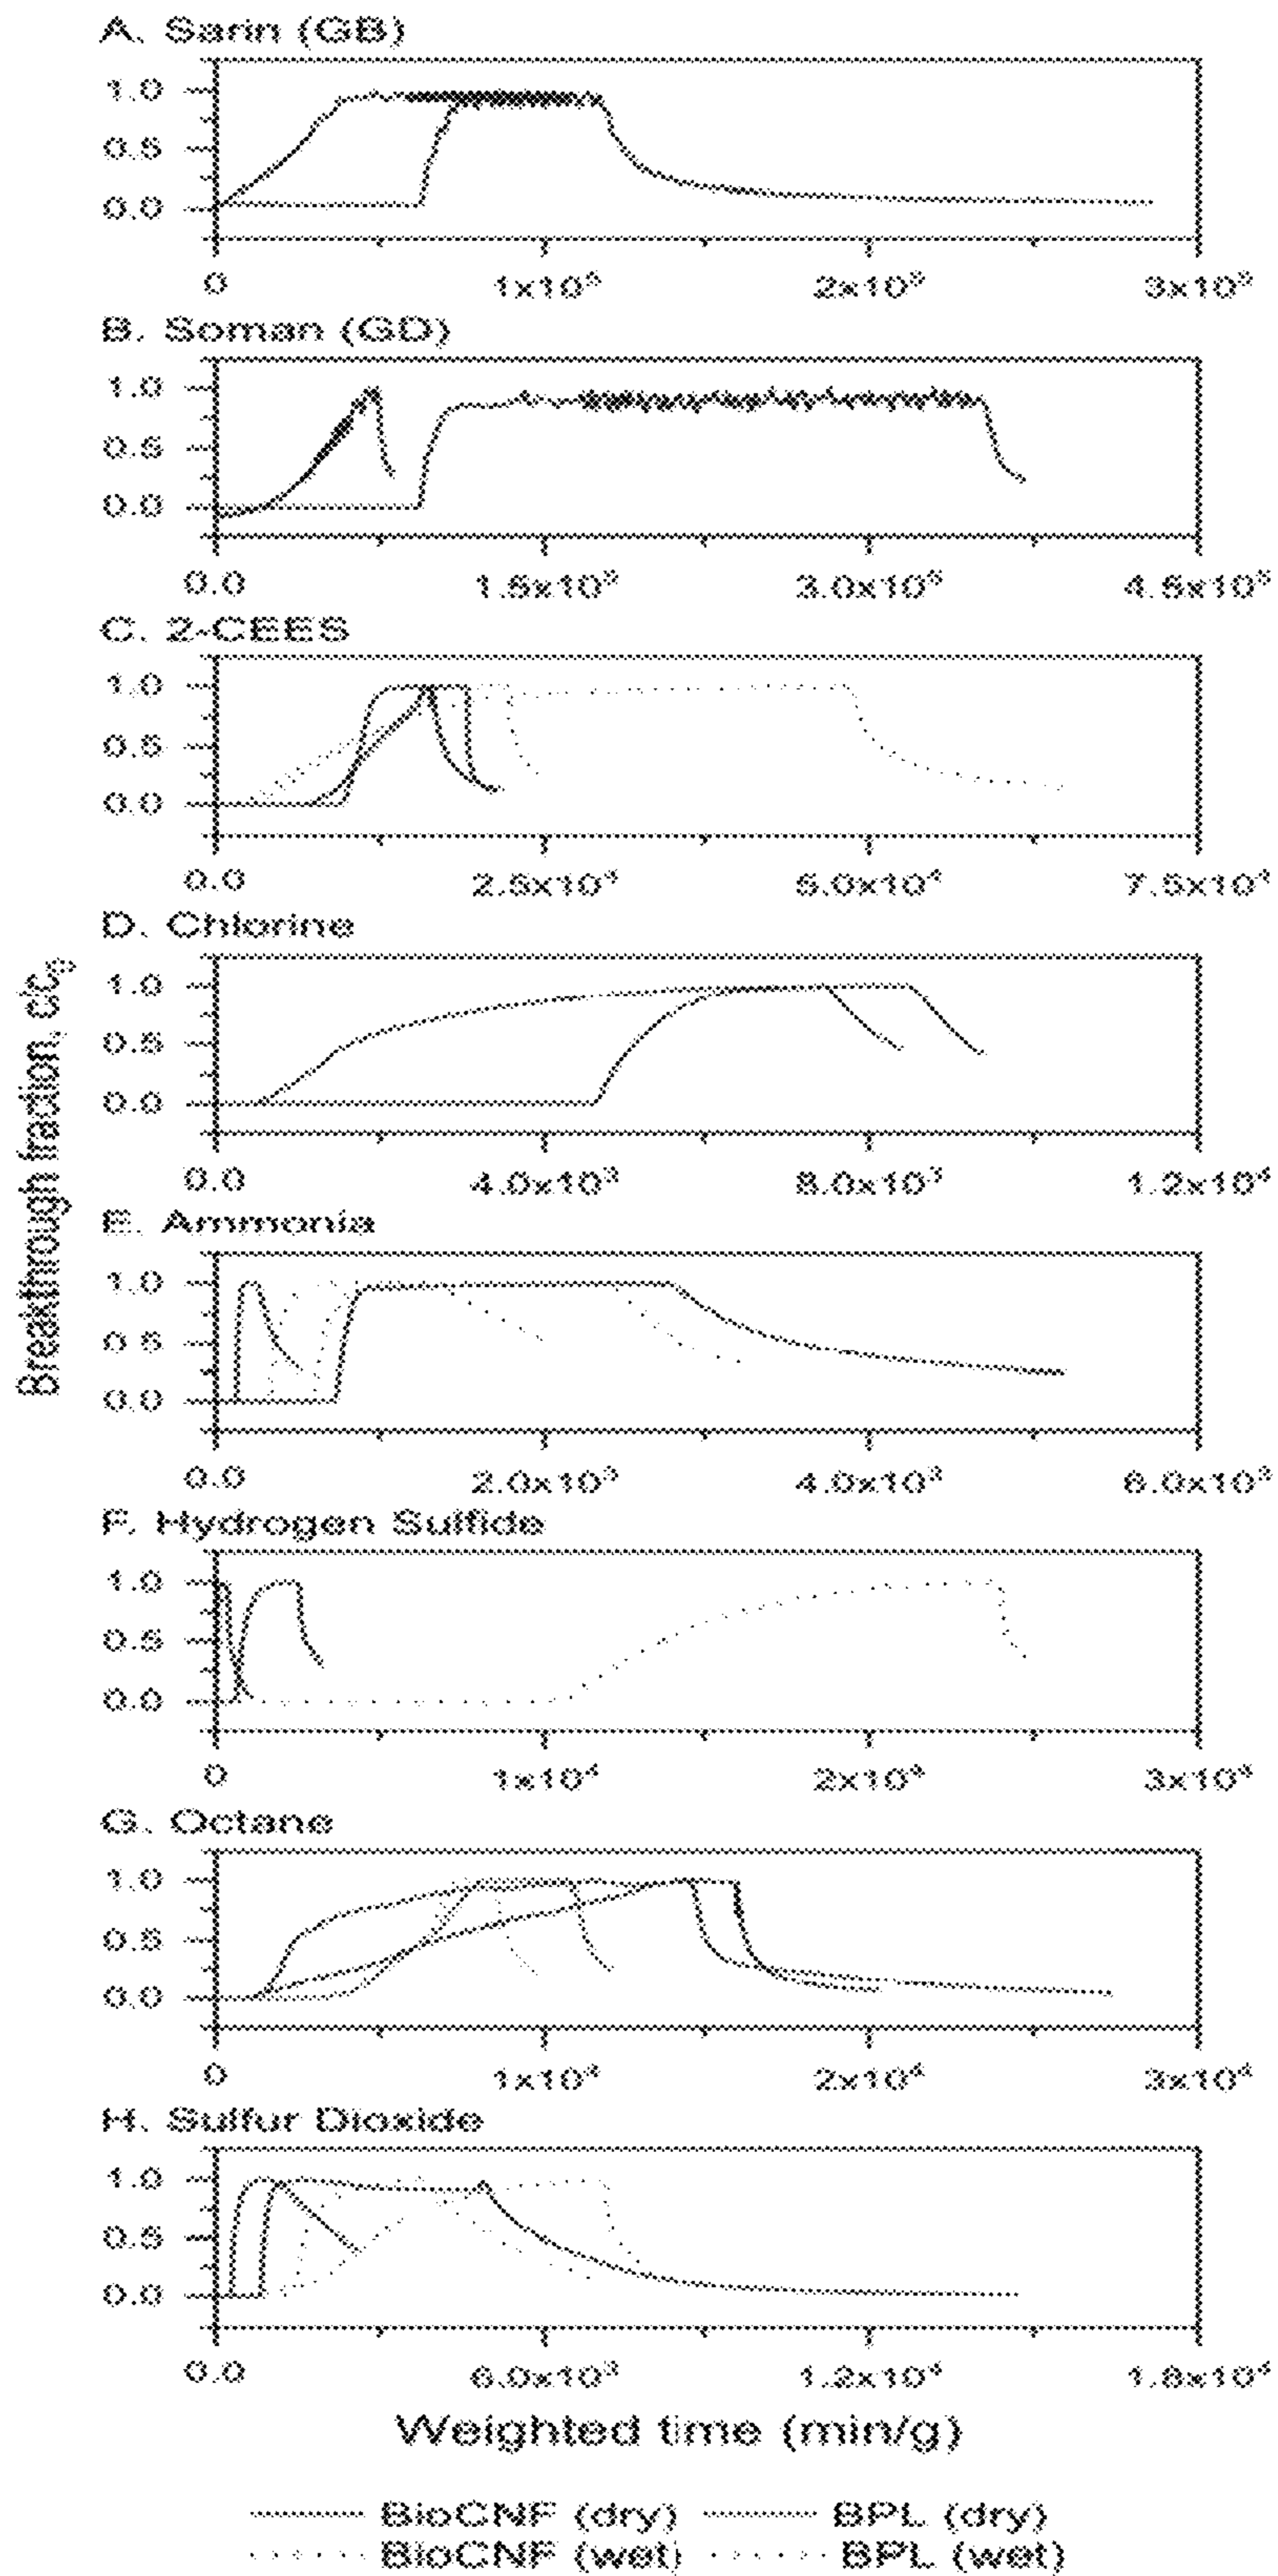 A. Sarin (GB)
1.0
0.5
0.0
0 1x10⁵ 2x10⁵ 3x10⁵
B. Soman (GD)
1.0
0.5
0.0
0.0 1.5x10⁵ 3.0x10⁵ 4.5x10⁵
C. 2-CEES
1.0
0.5
0.0
0.0 2.5x10⁴ 5.0x10⁴ 7.5x10⁴
D. Chlorine
1.0
0.5
0.0
0.0 4.0x10³ 8.0x10³ 1.2x10⁴
E. Ammonia
1.0
0.5
0.0
0.0 2.0x10³ 4.0x10³ 6.0x10³
F. Hydrogen Sulfide
1.0
0.5
0.0
0 1x10⁴ 2x10⁴ 3x10⁴
G. Octane
1.0
0.5
0.0
0 1x10⁴ 2x10⁴ 3x10⁴
H. Sulfur Dioxide
1.0
0.5
0.0
0.0 6.0x10³ 1.2x10⁴ 1.8x10⁴
Breakthrough fraction,
Weighted time (min/g)
BioCNF (dry) BPL (dry)
BioCNF (wet) BPL (wet)